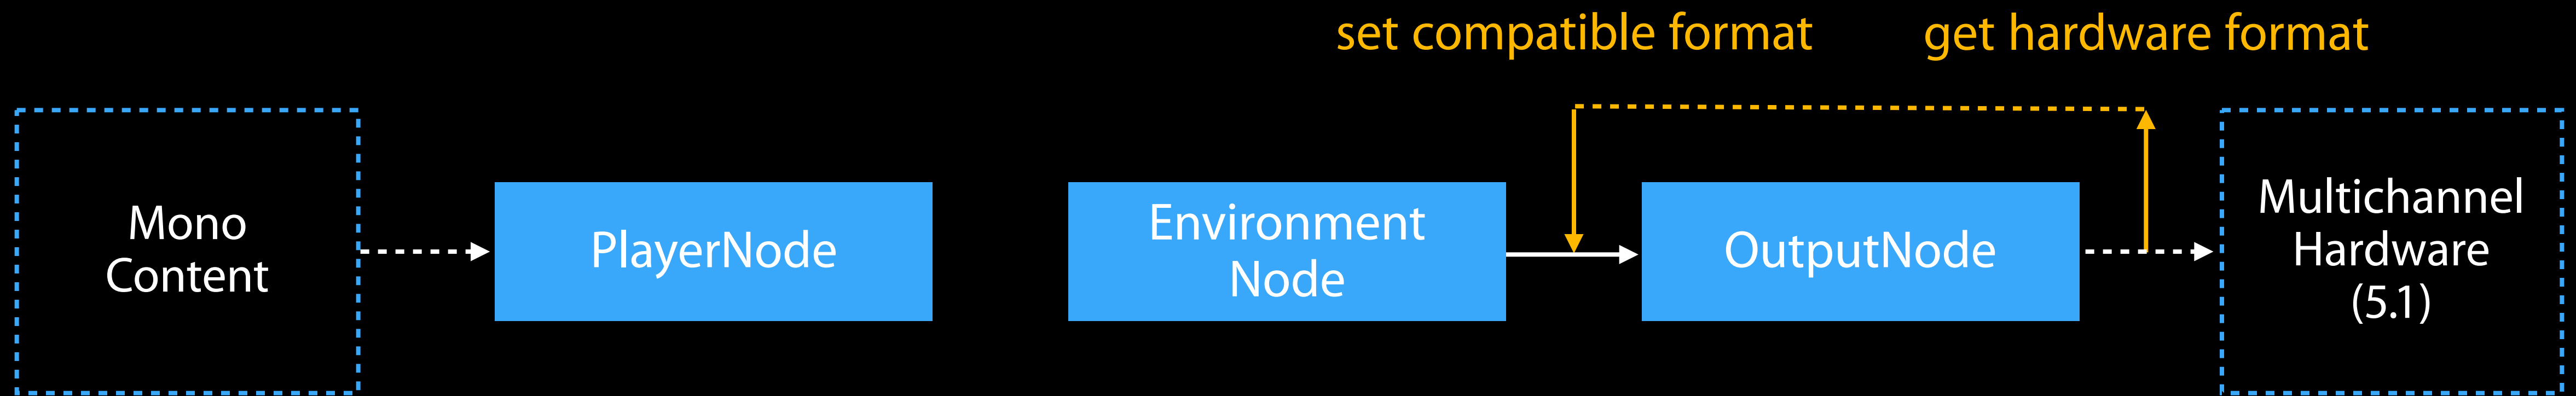 set compatible format
get hardware format
Mono
Content
PlayerNode
Environment
Node
OutputNode
Multichannel
Hardware
(5.1)